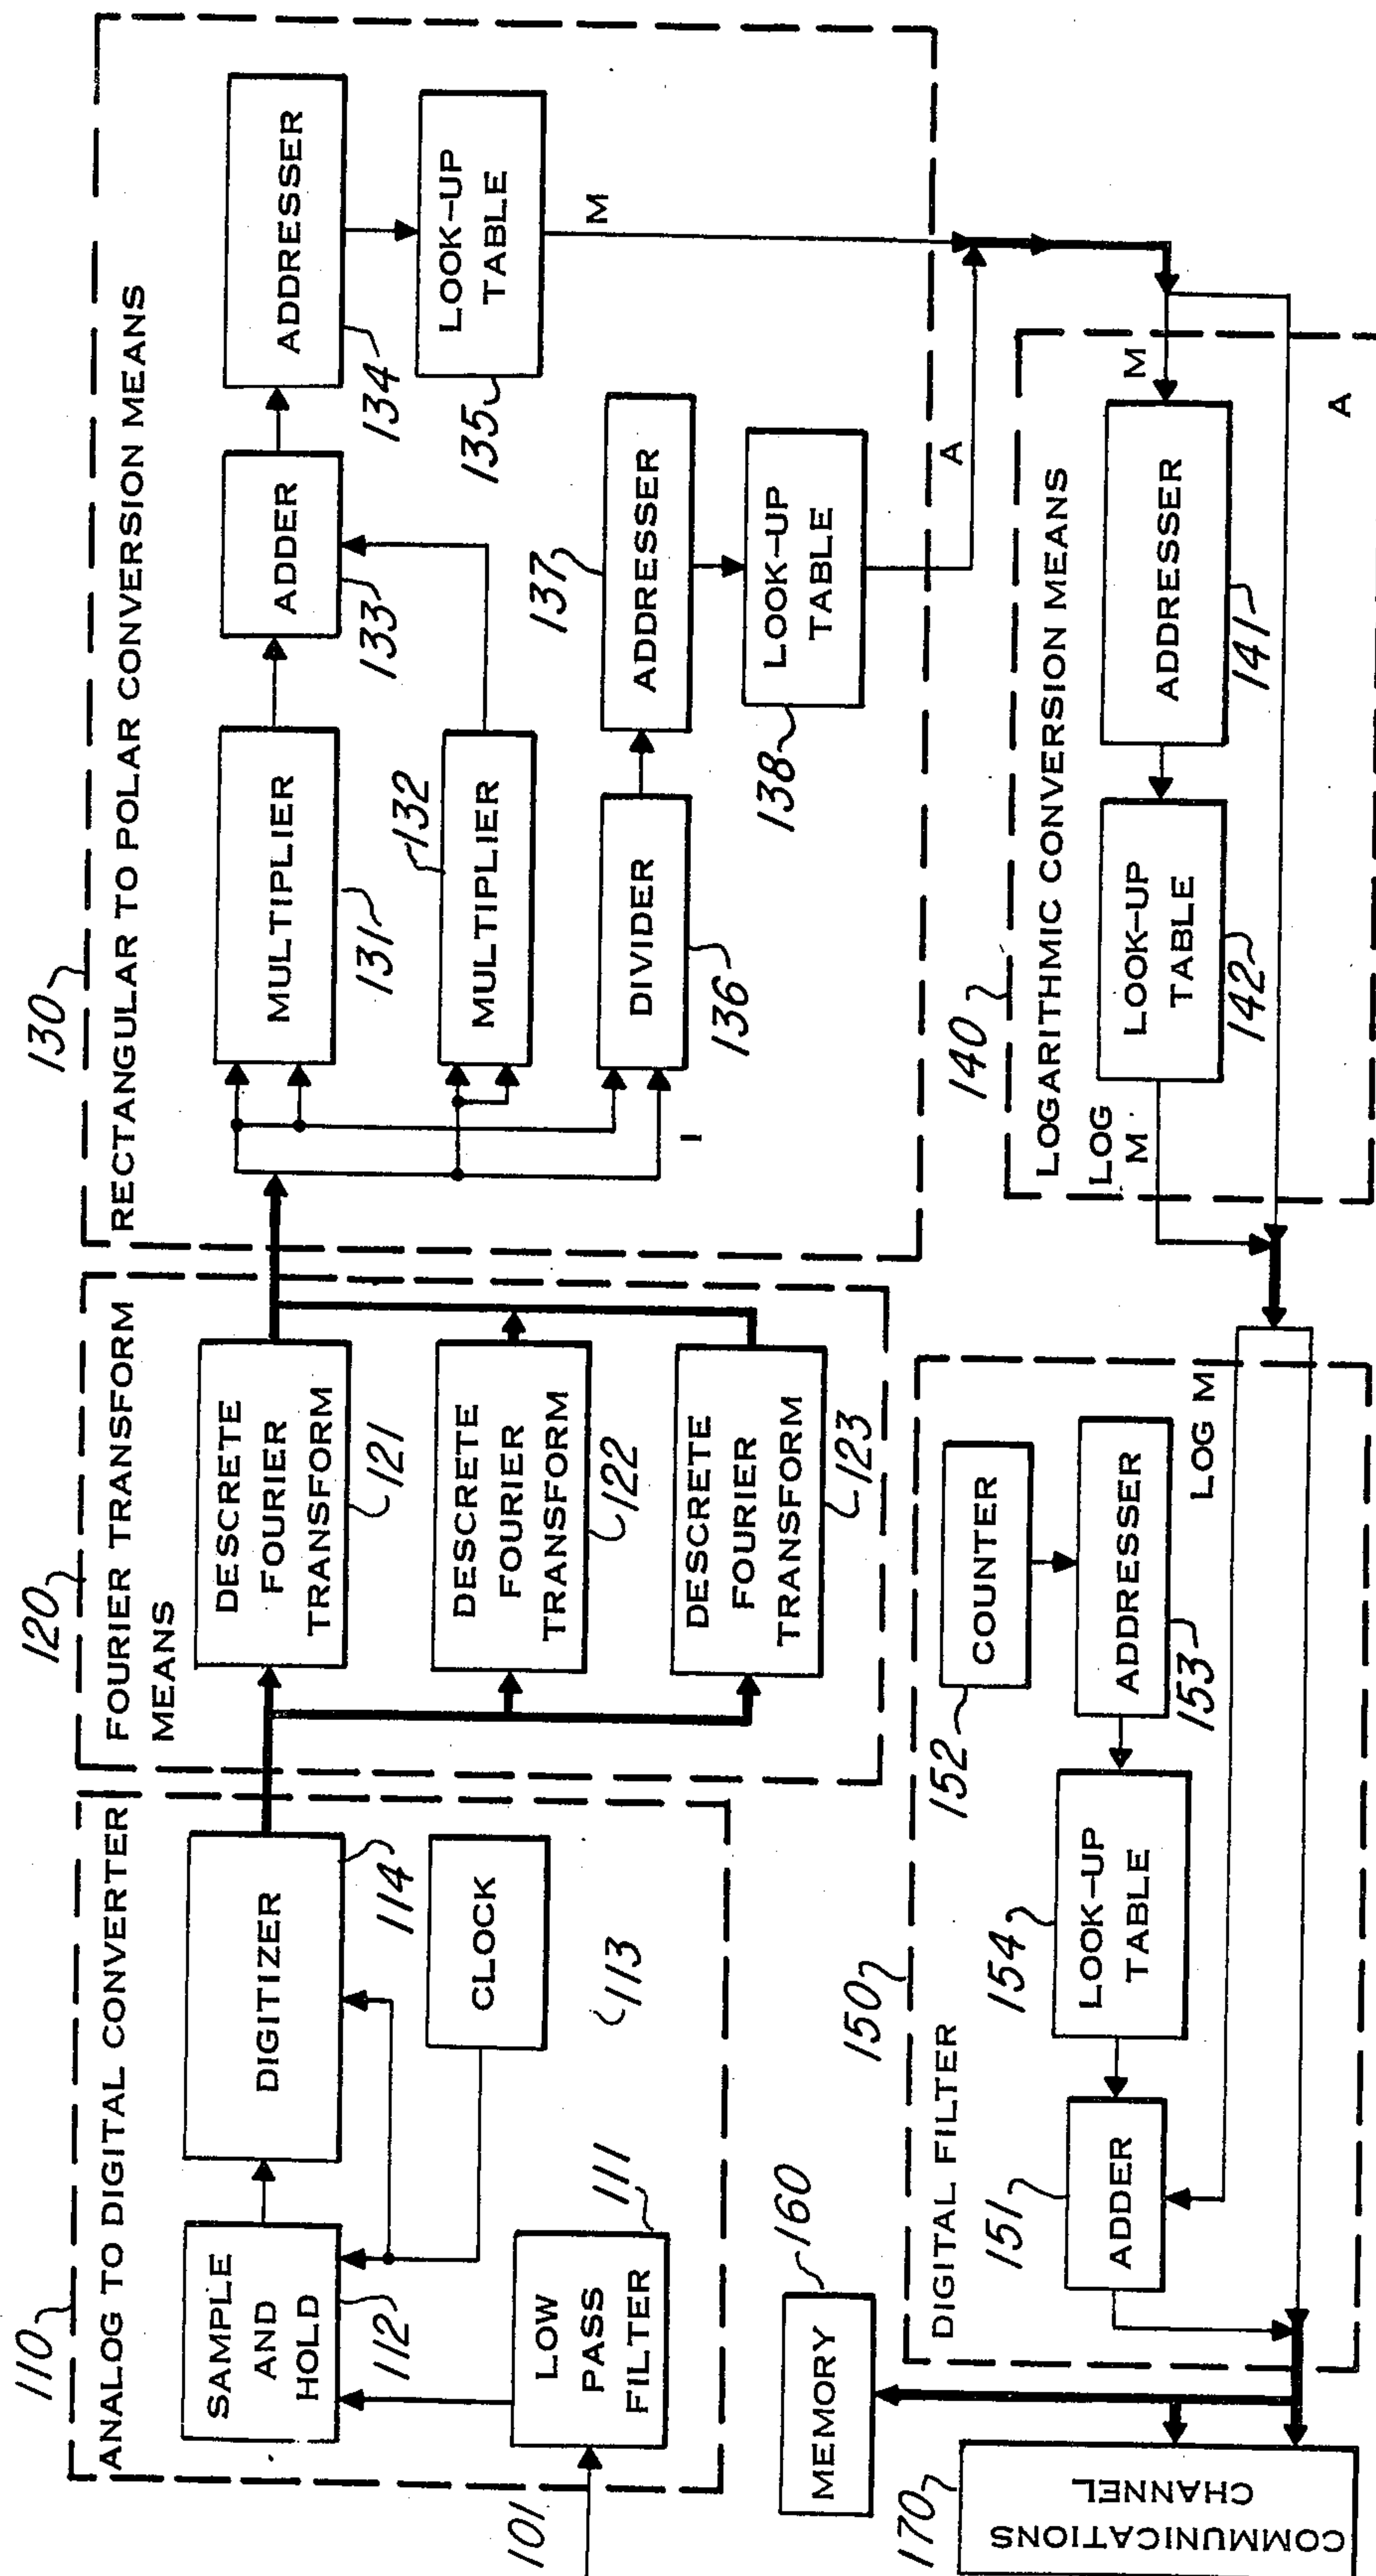 110
ANALOG TO DIGITAL CONVERTER
SAMPLE
AND
HOLD
112
DIGITIZER
114
CLOCK
113
LOW
PASS
FILTER
111
101
120
FOURIER TRANSFORM
MEANS
DESCRETE
FOURIER
TRANSFORM
121
DESCRETE
FOURIER
TRANSFORM
122
DESCRETE
FOURIER
TRANSFORM
123
130
RECTANGULAR TO POLAR CONVERSION MEANS
MULTIPLIER
131
ADDER
133
ADDRESSER
134
LOOK-UP
TABLE
135
M
132
MULTIPLIER
DIVIDER
136
I
137
ADDRESSER
LOOK-UP
TABLE
138
A
140
LOGARITHMIC CONVERSION MEANS
M
ADDRESSER
141
LOOK-UP
TABLE
142
LOG
M
A
150
DIGITAL FILTER
COUNTER
152
ADDRESSER
153
LOG M
LOOK-UP
TABLE
154
ADDER
151
MEMORY
160
170
COMMUNICATIONS
CHANNEL